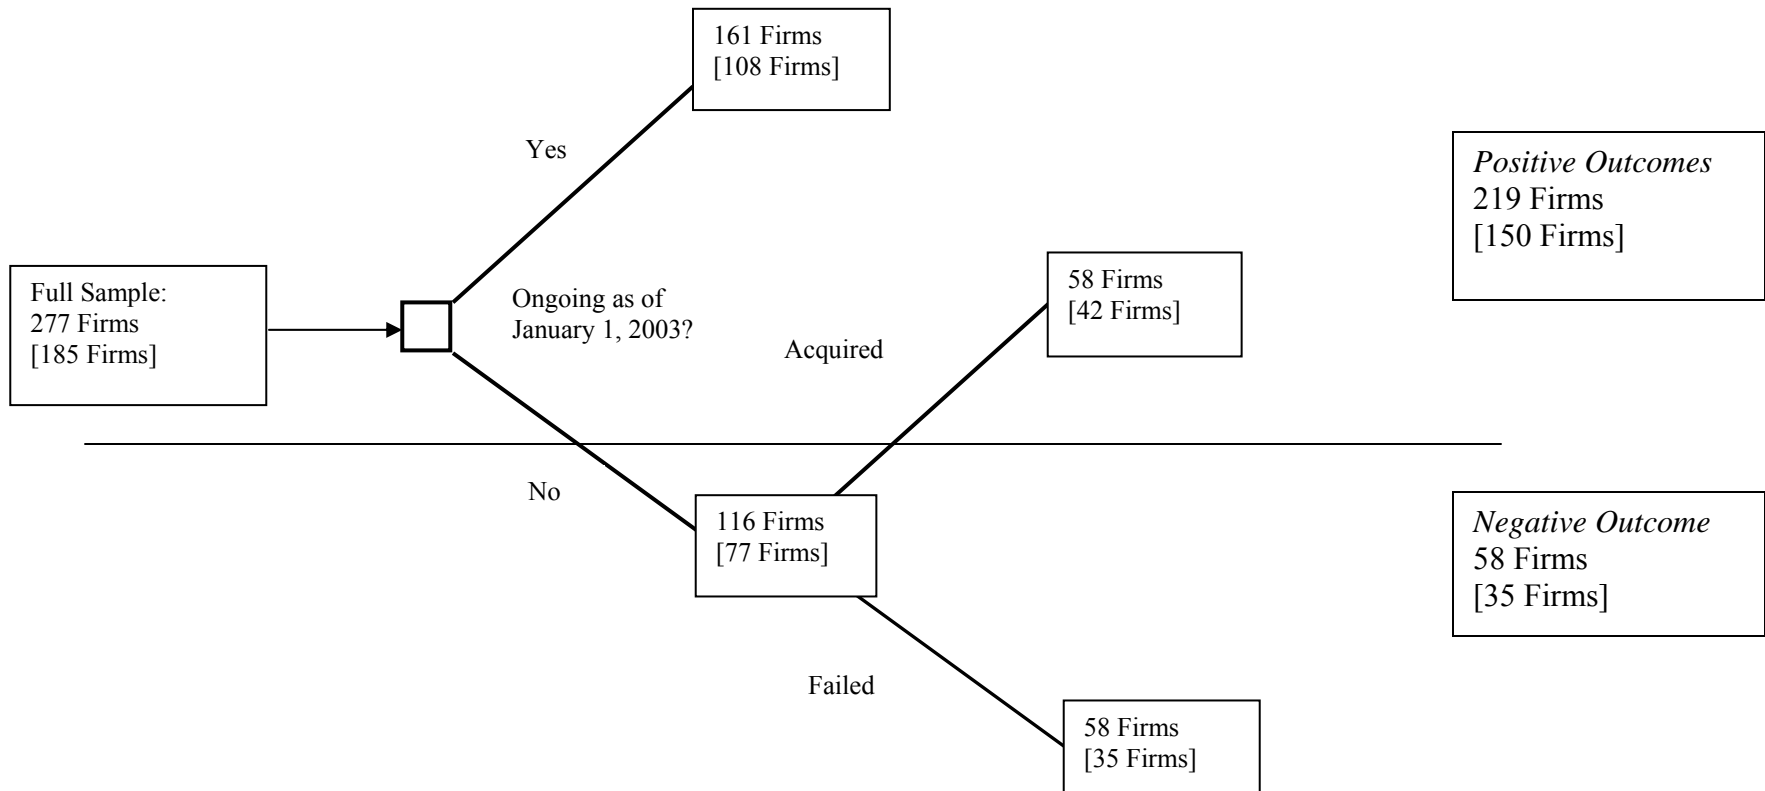 161 Firms
[108 Firms]
Yes
Positive Outcomes
219 Firms
[150 Firms]
Full Sample:
277 Firms
[185 Firms]
Ongoing as of
January 1, 2003?
58 Firms
[42 Firms]
Acquired
No
116 Firms
[77 Firms]
Negative Outcome
58 Firms
[35 Firms]
Failed
58 Firms
[35 Firms]